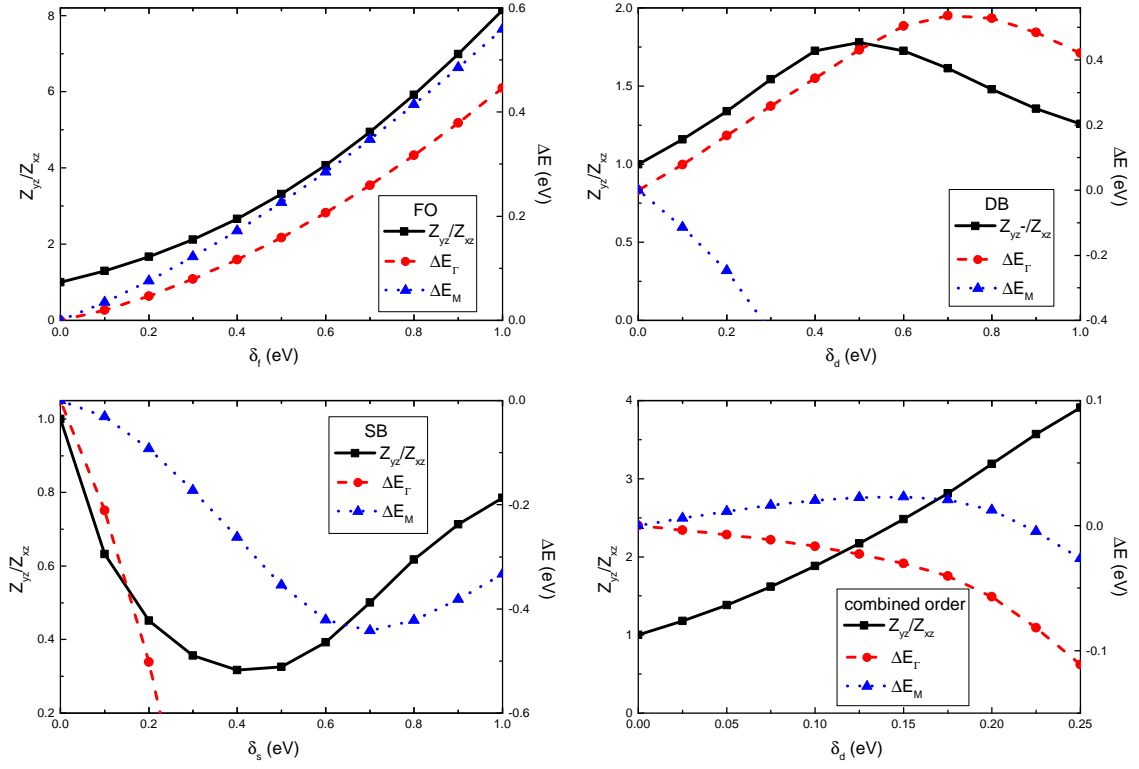 Z_yz/Z_xz
8
6
4
2
0
0.0 0.2 0.4 0.6 0.8 1.0
δ_f (eV)
0.6
0.4
0.2
0.0
ΔE (eV)
FO
Z_yz/Z_xz
ΔE_Γ
ΔE_M
Z_yz/Z_xz
2.0
1.5
1.0
0.5
0.0
0.0 0.2 0.4 0.6 0.8 1.0
δ_d (eV)
0.4
0.2
0.0
-0.2
-0.4
ΔE (eV)
DB
Z_yz-/Z_xz
ΔE_Γ
ΔE_M
Z_yz/Z_xz
1.0
0.8
0.6
0.4
0.2
0.0 0.2 0.4 0.6 0.8 1.0
δ_s (eV)
0.0
-0.2
-0.4
-0.6
ΔE (eV)
SB
Z_yz/Z_xz
ΔE_Γ
ΔE_M
Z_yz/Z_xz
4
3
2
1
0
0.00 0.05 0.10 0.15 0.20 0.25
δ_d (eV)
0.1
0.0
-0.1
ΔE (eV)
combined order
Z_yz/Z_xz
ΔE_Γ
ΔE_M